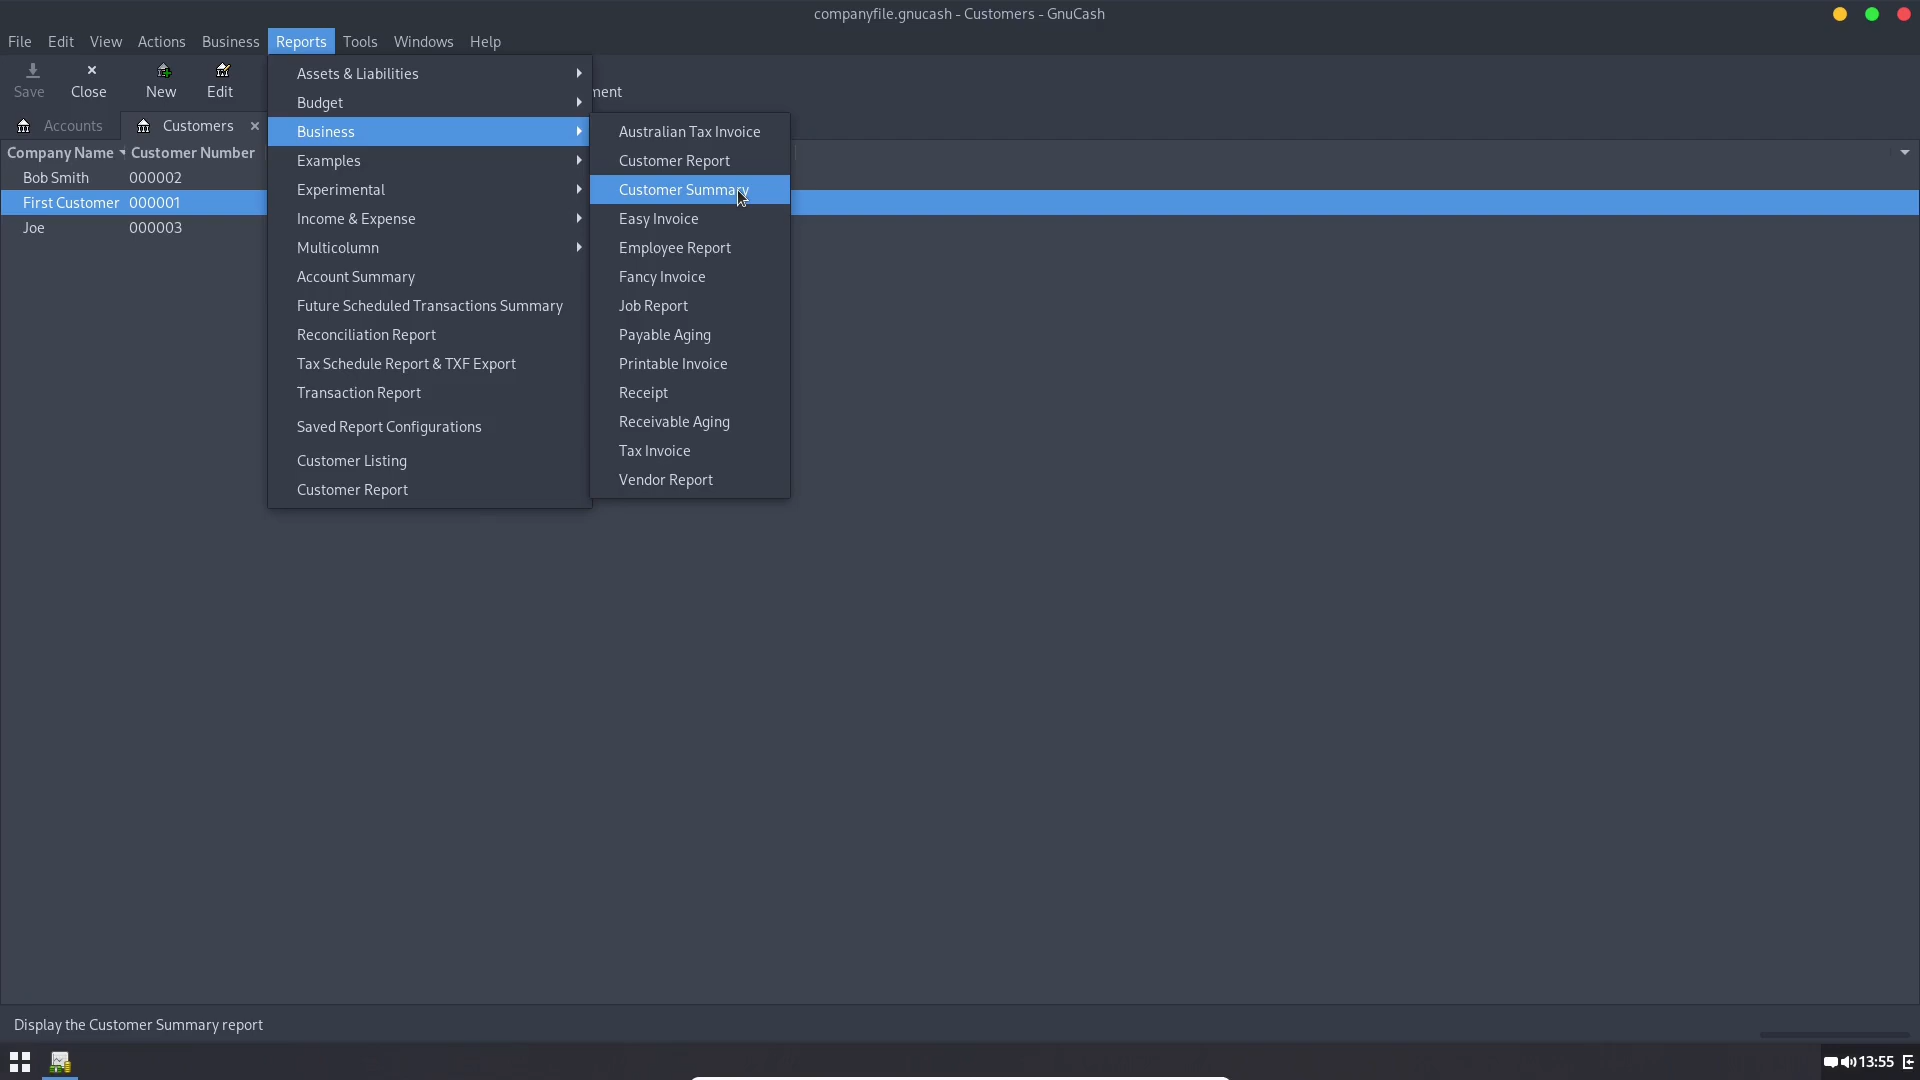 companyfile.gnucash - Customers - GnuCash
File Edit View Actions Business Reports Tools Windows Help
Save Close New Edit ment
Accounts Customers
Company Name Customer Number
Bob Smith 000002
First Customer 000001
Joe 000003
Assets & Liabilities
Budget
Business
Examples
Experimental
Income & Expense
Multicolumn
Account Summary
Future Scheduled Transactions Summary
Reconciliation Report
Tax Schedule Report & TXF Export
Transaction Report
Saved Report Configurations
Customer Listing
Customer Report
Australian Tax Invoice
Customer Report
Customer Summary
Easy Invoice
Employee Report
Fancy Invoice
Job Report
Payable Aging
Printable Invoice
Receipt
Receivable Aging
Tax Invoice
Vendor Report
Display the Customer Summary report
13:55